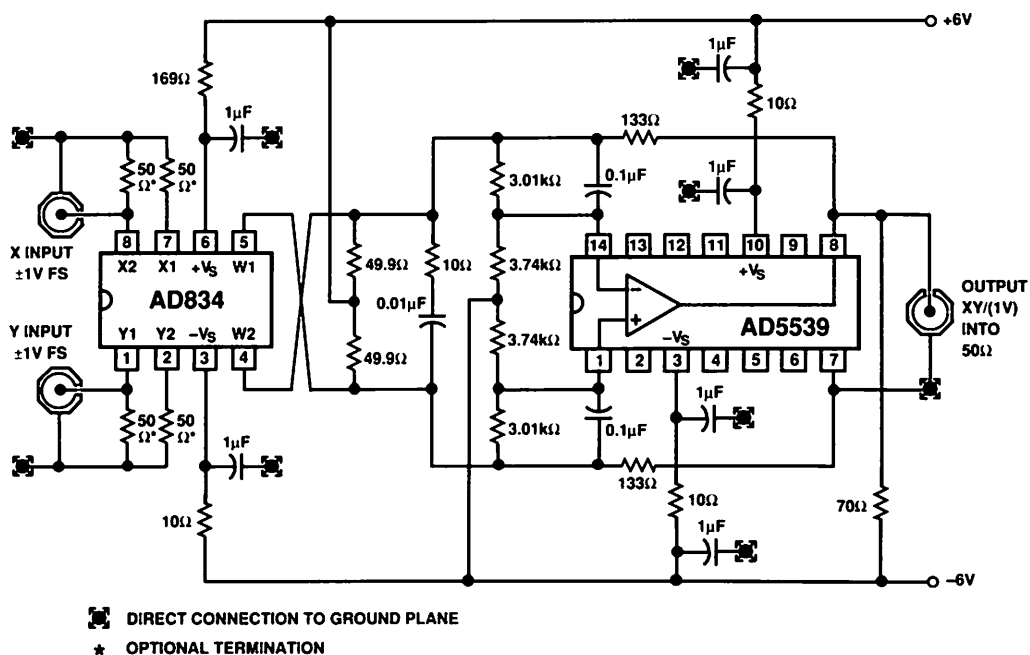 +6V
1µF
169Ω
10Ω
1µF
133Ω
50 Ω*
50 Ω*
3.01kΩ
0.1µF
1µF
X INPUT
±1V FS
8 7 6 5
X2 X1 +VS W1
AD834
Y1 Y2 −VS W2
1 2 3 4
Y INPUT
±1V FS
49.9Ω
10Ω
0.01µF
49.9Ω
3.74kΩ
3.74kΩ
14 13 12 11 10 9 8
+VS
−
+
AD5539
−VS
1 2 3 4 5 6 7
OUTPUT
XY/(1V)
INTO
50Ω
50 Ω*
50 Ω*
1µF
3.01kΩ
0.1µF
1µF
133Ω
10Ω
10Ω
70Ω
1µF
−6V
DIRECT CONNECTION TO GROUND PLANE
* OPTIONAL TERMINATION